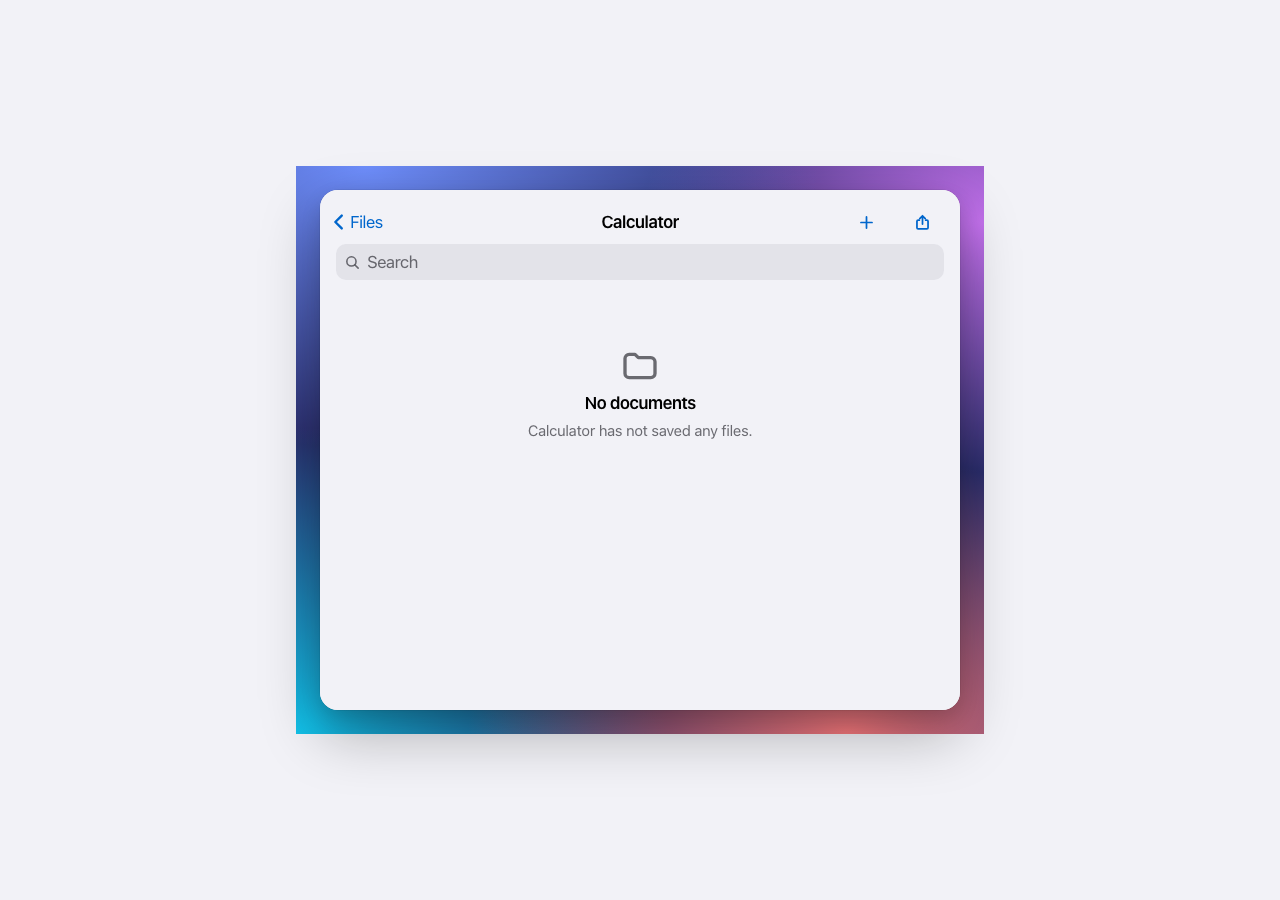 Files
Calculator
Search
No documents
Calculator has not saved any files.